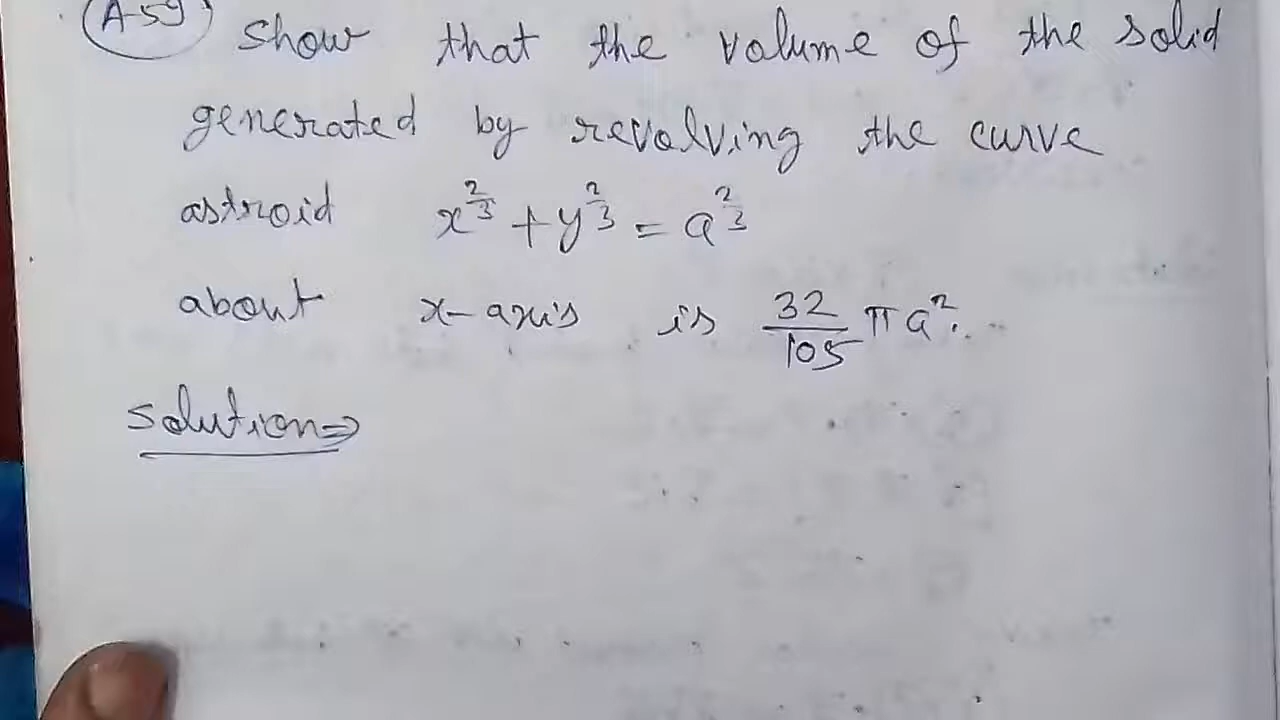 A-59
Show that the volume of the solid
generated by revolving the curve
astroid x^{2/3} + y^{2/3} = a^{2/3}
about x-axis is 32/105 πa².
Solution⇒